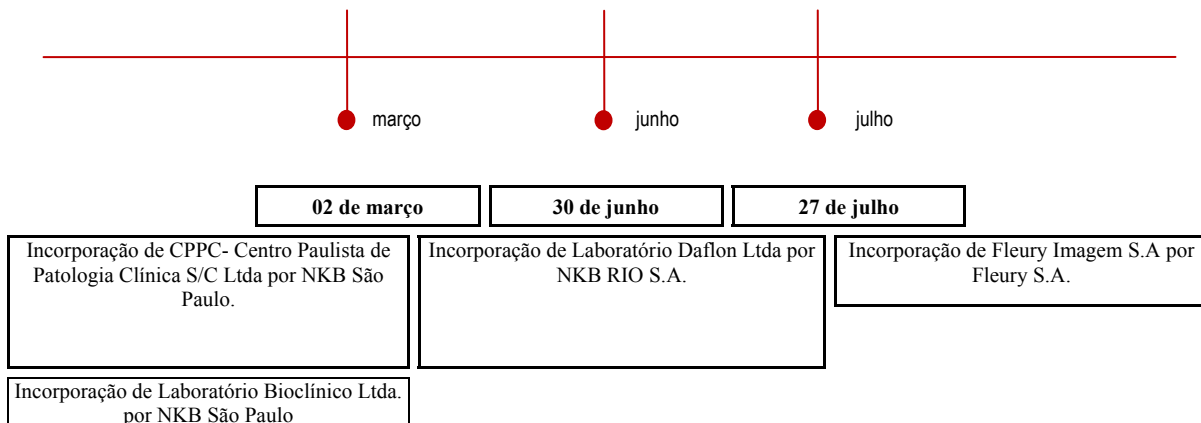 março
junho
julho
02 de março
30 de junho
27 de julho
Incorporação de CPPC- Centro Paulista de
Patologia Clínica S/C Ltda por NKB São
Paulo.
Incorporação de Laboratório Daflon Ltda por
NKB RIO S.A.
Incorporação de Fleury Imagem S.A por
Fleury S.A.
Incorporação de Laboratório Bioclínico Ltda.
por NKB São Paulo